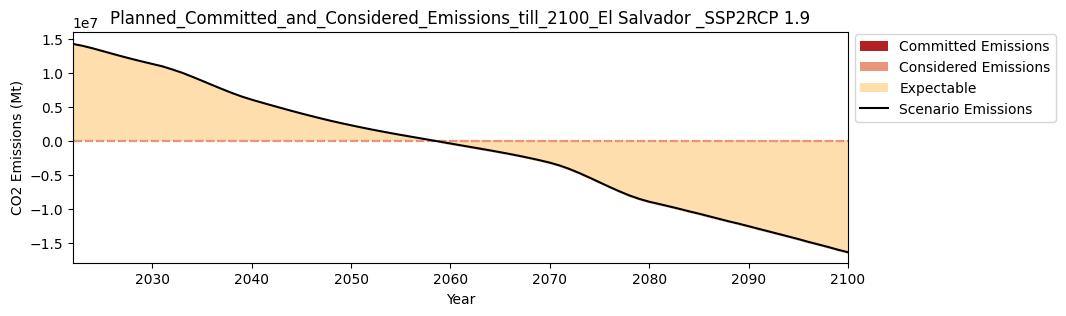 Planned_Committed_and_Considered_Emissions_till_2100_El Salvador _SSP2RCP 1.9
1e7
1.5
1.0
0.5
0.0
−0.5
−1.0
−1.5
CO2 Emissions (Mt)
2030 2040 2050 2060 2070 2080 2090 2100
Year
Committed Emissions
Considered Emissions
Expectable
Scenario Emissions